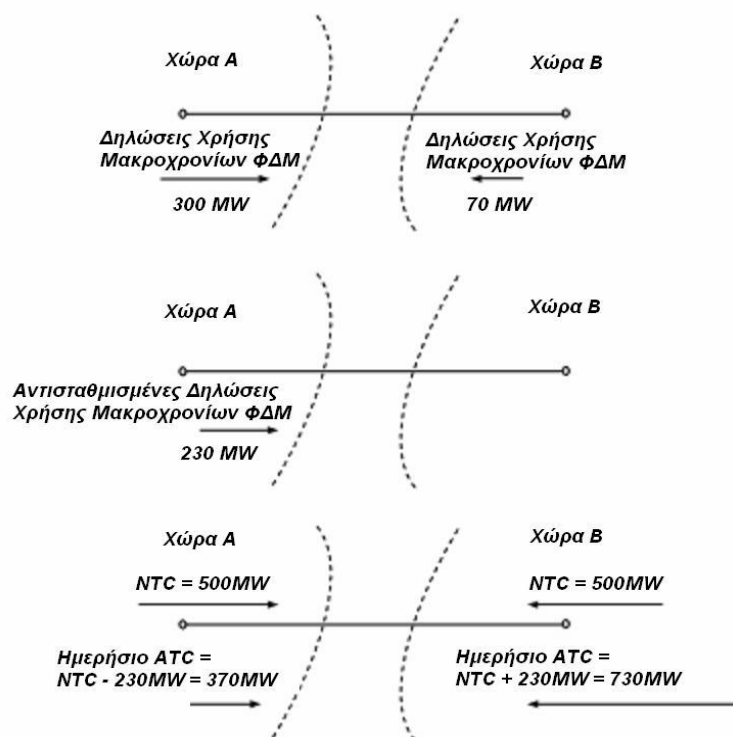 Χώρα Α
Χώρα Β
Δηλώσεις Χρήσης
Μακροχρονίων ΦΔΜ
300 MW
Δηλώσεις Χρήσης
Μακροχρονίων ΦΔΜ
70 MW
Χώρα Α
Χώρα Β
Αντισταθμισμένες Δηλώσεις
Χρήσης Μακροχρονίων ΦΔΜ
230 MW
Χώρα Α
Χώρα Β
NTC = 500MW
NTC = 500MW
Ημερήσιο ATC =
NTC - 230MW = 370MW
Ημερήσιο ATC =
NTC + 230MW = 730MW